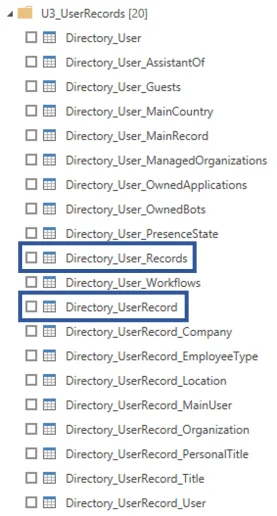 U3_UserRecords [20]
Directory_User
Directory_User_AssistantOf
Directory_User_Guests
Directory_User_MainCountry
Directory_User_MainRecord
Directory_User_ManagedOrganizations
Directory_User_OwnedApplications
Directory_User_OwnedBots
Directory_User_PresenceState
Directory_User_Records
Directory_User_Workflows
Directory_UserRecord
Directory_UserRecord_Company
Directory_UserRecord_EmployeeType
Directory_UserRecord_Location
Directory_UserRecord_MainUser
Directory_UserRecord_Organization
Directory_UserRecord_PersonalTitle
Directory_UserRecord_Title
Directory_UserRecord_User